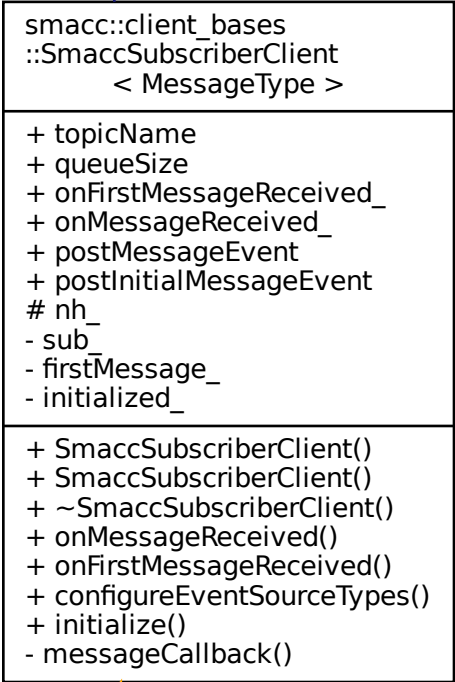 smacc::client_bases
::SmaccSubscriberClient
< MessageType >
+ topicName
+ queueSize
+ onFirstMessageReceived_
+ onMessageReceived_
+ postMessageEvent
+ postInitialMessageEvent
# nh_
- sub_
- firstMessage_
- initialized_
+ SmaccSubscriberClient()
+ SmaccSubscriberClient()
+ ~SmaccSubscriberClient()
+ onMessageReceived()
+ onFirstMessageReceived()
+ configureEventSourceTypes()
+ initialize()
- messageCallback()